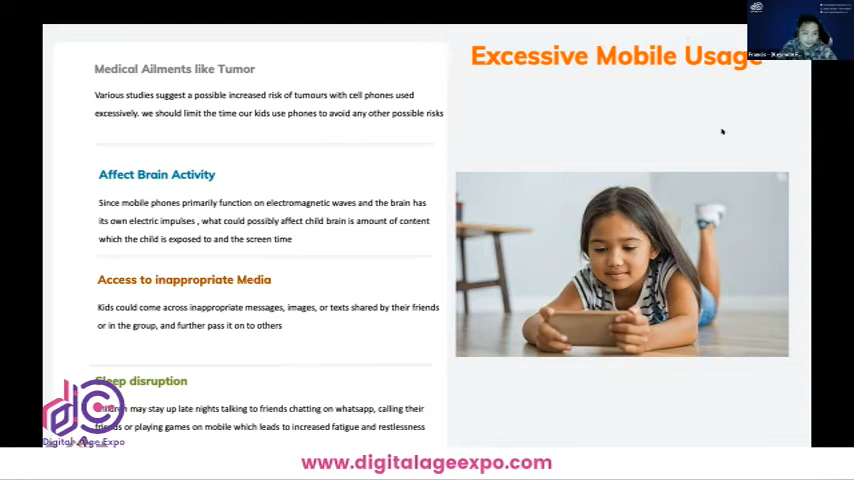 Medical Ailments like Tumor
Various studies suggest a possible increased risk of tumours with cell phones used
excessively. we should limit the time our kids use phones to avoid any other possible risks
Affect Brain Activity
Since mobile phones primarily function on electromagnetic waves and the brain has
its own electric impulses , what could possibly affect child brain is amount of content
which the child is exposed to and the screen time
Access to inappropriate Media
Kids could come across inappropriate messages, images, or texts shared by their friends
or in the group, and further pass it on to others
Sleep disruption
Children may stay up late nights talking to friends chatting on whatsapp, calling their
friends or playing games on mobile which leads to increased fatigue and restlessness
Excessive Mobile Usage
Digital Age Expo
www.digitalageexpo.com